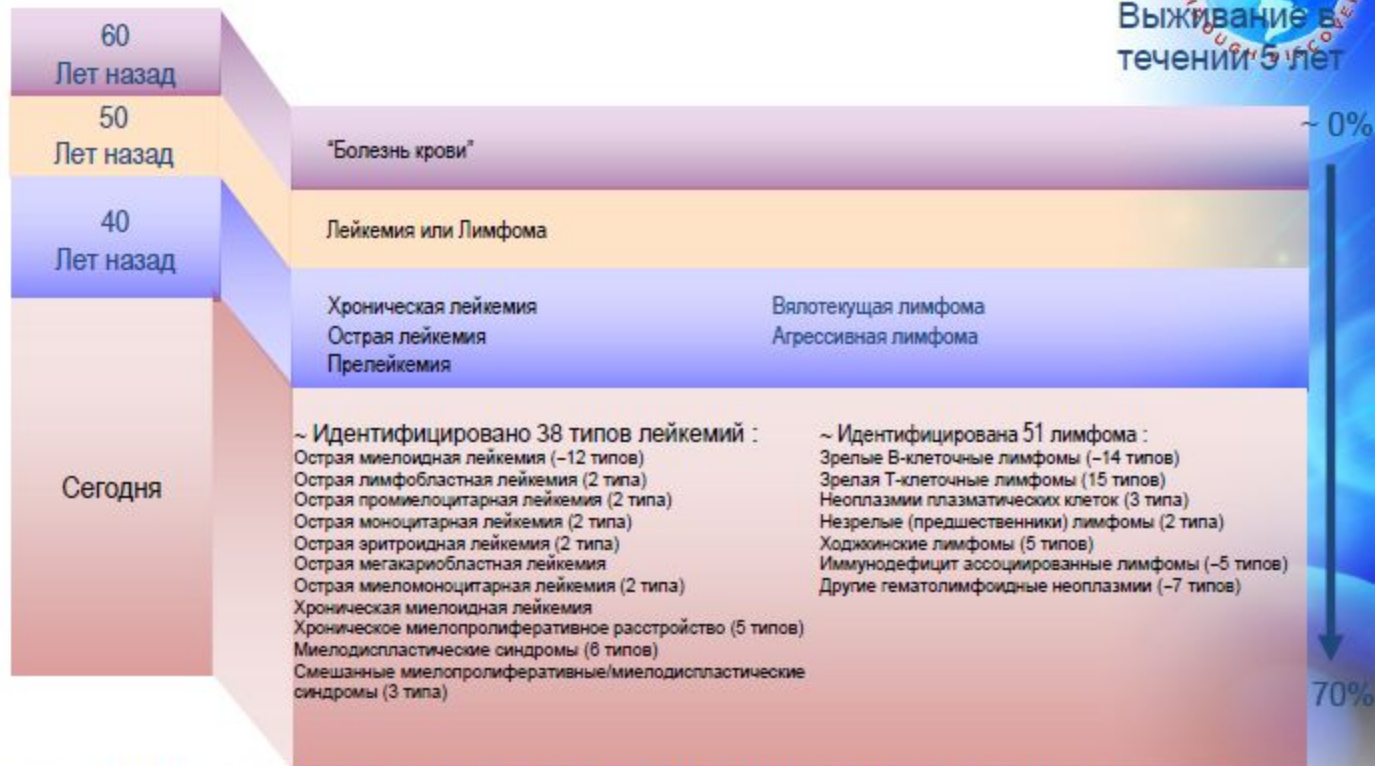 Выживание в
течении 5 лет
60
Лет назад
50
Лет назад
40
Лет назад
Сегодня
“Болезнь крови”
Лейкемия или Лимфома
Хроническая лейкемия
Острая лейкемия
Прелейкемия
Вялотекущая лимфома
Агрессивная лимфома
~ Идентифицировано 38 типов лейкемий :
Острая миелоидная лейкемия (–12 типов)
Острая лимфобластная лейкемия (2 типа)
Острая промиелоцитарная лейкемия (2 типа)
Острая моноцитарная лейкемия (2 типа)
Острая эритроидная лейкемия (2 типа)
Острая мегакариобластная лейкемия
Острая миеломоноцитарная лейкемия (2 типа)
Хроническая миелоидная лейкемия
Хроническое миелопролиферативное расстройство (5 типов)
Миелодиспластические синдромы (6 типов)
Смешанные миелопролиферативные/миелодиспластические
синдромы (3 типа)
~ Идентифицирована 51 лимфома :
Зрелые В-клеточные лимфомы (–14 типов)
Зрелая Т-клеточные лимфомы (15 типов)
Неоплазмии плазматических клеток (3 типа)
Незрелые (предшественники) лимфомы (2 типа)
Ходжкинские лимфомы (5 типов)
Иммунодефицит ассоциированные лимфомы (–5 типов)
Другие гематолимфоидные неоплазмии (–7 типов)
~ 0%
70%